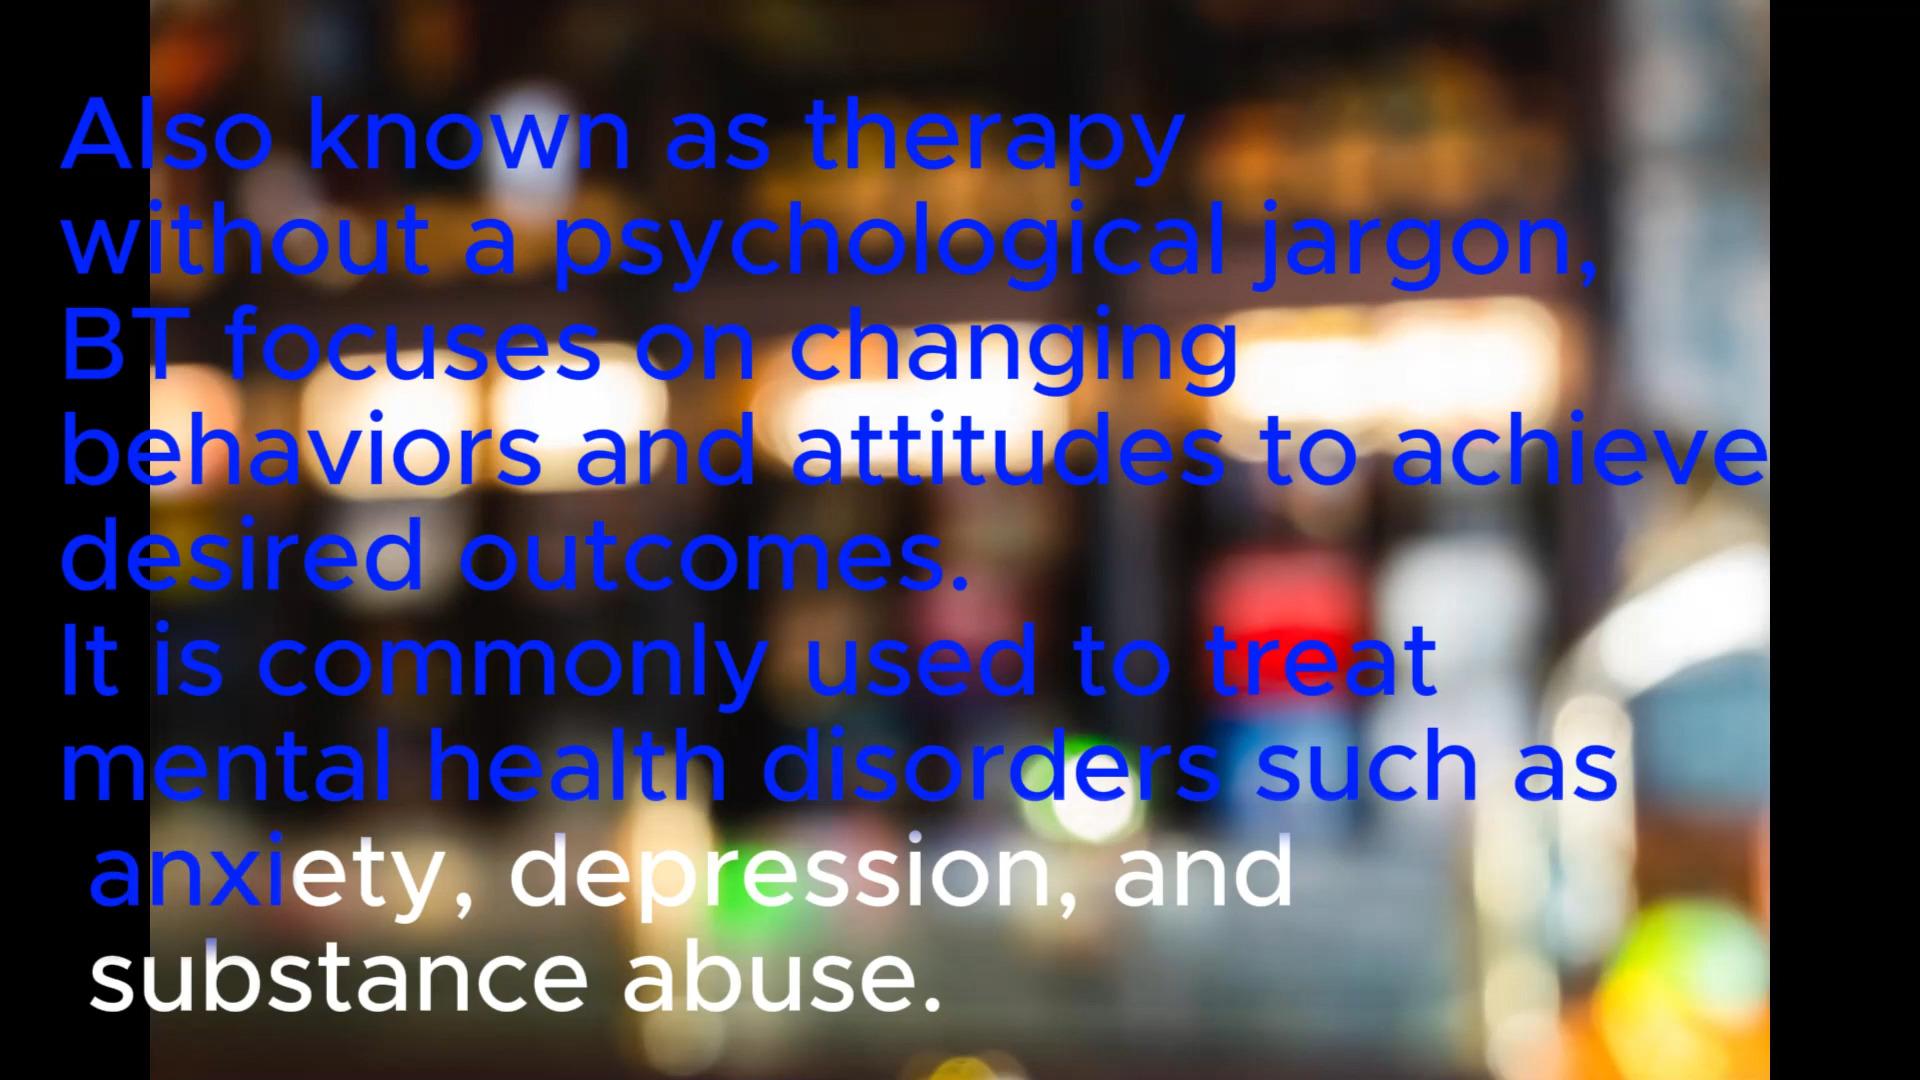 Also known as therapy
without a psychological jargon,
BT focuses on changing
behaviors and attitudes to achieve
desired outcomes.
It is commonly used to treat
mental health disorders such as
anxiety, depression, and
substance abuse.